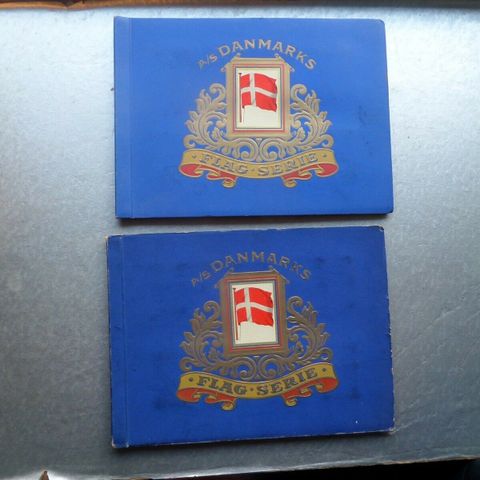 A/S DANMARKS
FLAG · SERIE
A/S DANMARKS
· FLAG · SERIE ·